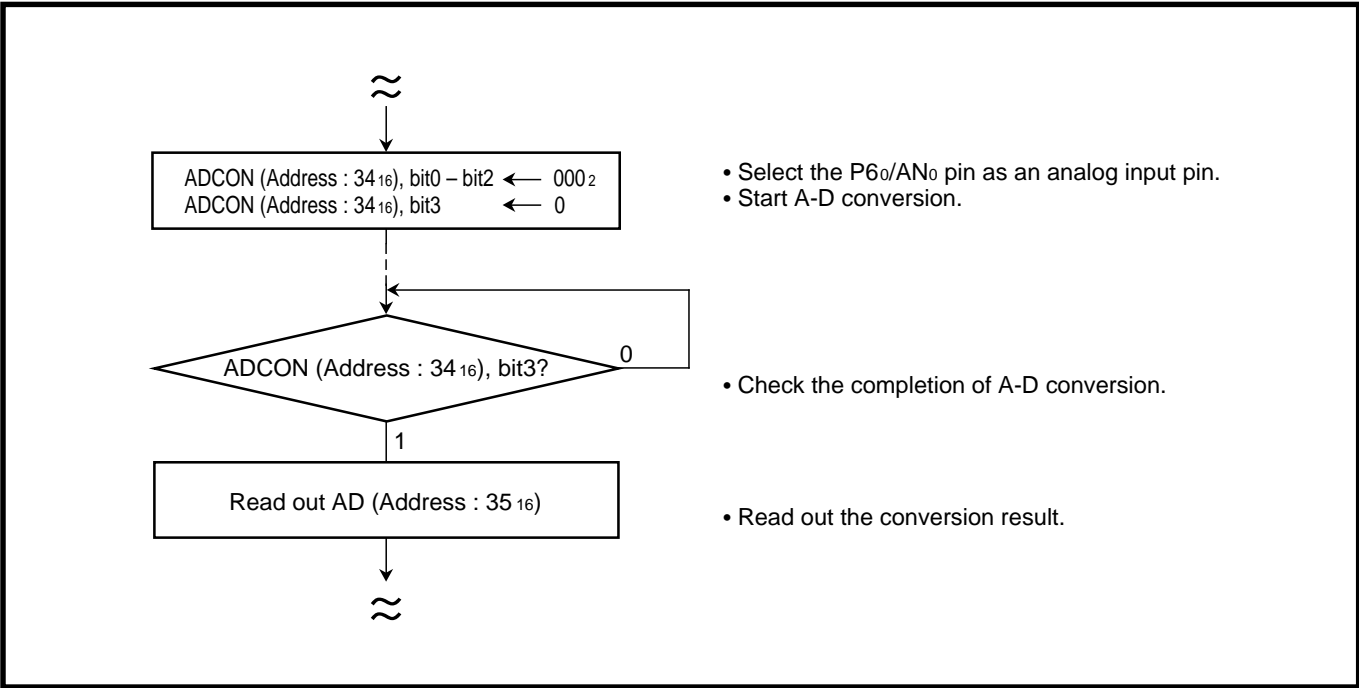 ≈
ADCON (Address : 34₁₆), bit0 – bit2 ← 000₂
ADCON (Address : 34₁₆), bit3 ← 0
• Select the P6₀/AN₀ pin as an analog input pin.
• Start A-D conversion.
ADCON (Address : 34₁₆), bit3?
0
• Check the completion of A-D conversion.
1
Read out AD (Address : 35₁₆)
• Read out the conversion result.
≈